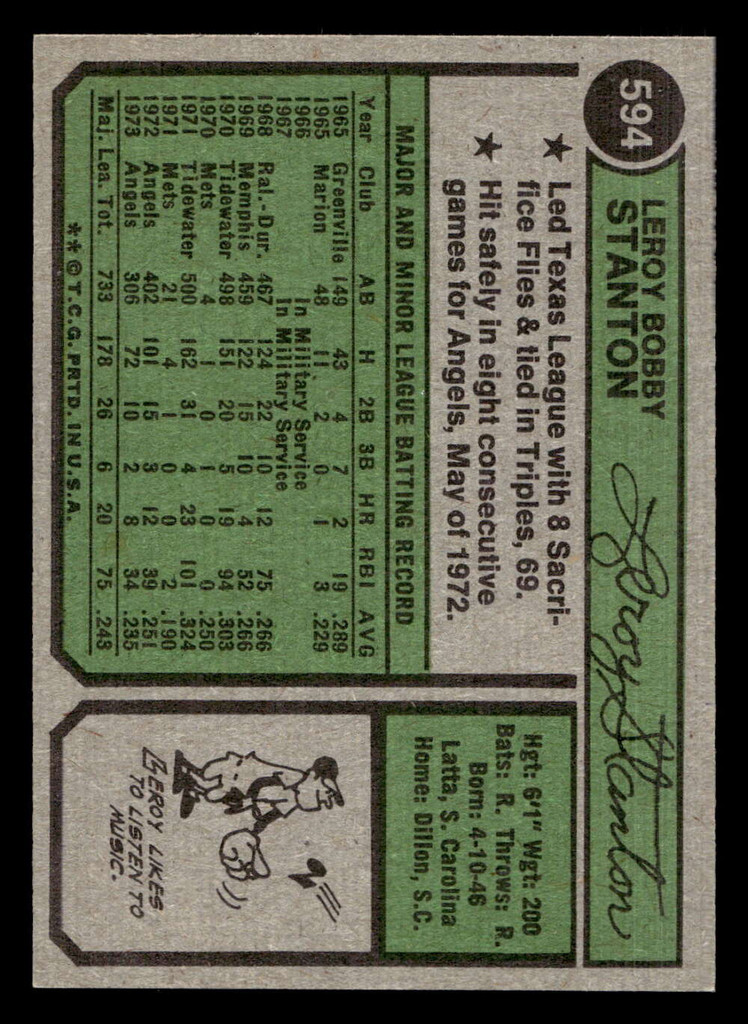 594
LEROY BOBBY
STANTON
Leroy Stanton
★ Led Texas League with 8 Sacri-
fice Flies & tied in Triples, 69.
★ Hit safely in eight consecutive
games for Angels, May of 1972.
MAJOR AND MINOR LEAGUE BATTING RECORD
Year Club AB H 2B 3B HR RBI AVG
1965 Greenville 149 43 4 7 2 19 .289
1965 Marion 48 11 2 0 1 3 .229
1966 In Military Service
1967 In Military Service
1968 Ral.-Dur. 467 124 22 10 12 75 .266
1969 Memphis 459 122 15 10 4 52 .266
1970 Tidewater 498 151 20 5 19 94 .303
1970 Mets 4 1 0 1 0 0 .250
1971 Tidewater 500 162 31 4 23 101 .324
1971 Mets 21 4 1 0 0 2 .190
1972 Angels 402 101 15 3 12 39 .251
1973 Angels 306 72 10 2 8 34 .235
Maj. Lea. Tot. 733 178 26 6 20 75 .243
**© T.C.G. PRTD. IN U.S.A.
Hgt: 6'1" Wgt: 200
Bats: R. Throws: R.
Born: 4-10-46
Latta, S. Carolina
Home: Dillon, S.C.
LEROY LIKES
TO LISTEN TO
MUSIC.